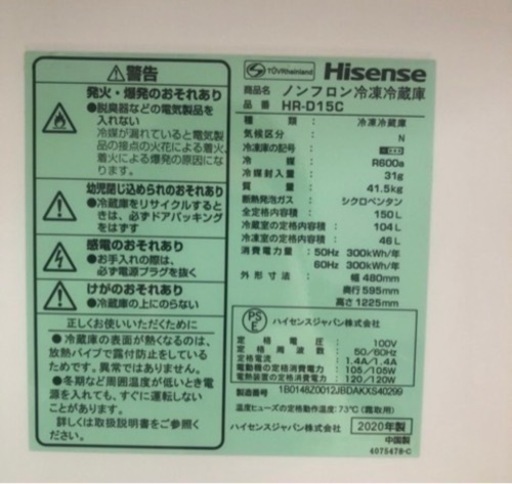 警告
発火・爆発のおそれあり
●脱臭器などの電気製品を
入れない
冷媒が漏れていると電気製
品の接点の火花による着火、
着火による爆発の原因にな
ります。
幼児閉じ込められのおそれあり
●冷蔵庫をリサイクルすると
きは、必ずドアパッキング
をはずす
感電のおそれあり
●お手入れの際は、
必ず電源プラグを抜く
けがのおそれあり
●冷蔵庫の上にのらない
正しくお使いいただくために
●冷蔵庫の表面が熱くなるのは、
放熱パイプで露付防止をしている
ためです。異常ではありません。
●冬期など周囲温度が低いとき電
源を入れても、すぐに運転しない
ことがあります。
詳しくは取扱説明書をご覧
ください。
TÜVRheinland
Hisense
商品名 ノンフロン冷凍冷蔵庫
品番 HR-D15C
種類 : 冷凍冷蔵庫
気候区分 : N
冷凍庫の記号 :
冷媒 : R600a
冷媒封入量 : 31g
質量 : 41.5kg
断熱発泡ガス : シクロペンタン
全定格内容積 : 150L
冷蔵室の定格内容積 : 104L
冷凍室の定格内容積 : 46L
消費電力量 : 50Hz 300kWh/年
60Hz 300kWh/年
外形寸法 : 幅480mm
奥行595mm
高さ1225mm
PSE
ハイセンスジャパン株式会社
定格電圧 : 100V
定格周波数 : 50/60Hz
定格電流 : 1.4A/1.4A
電動機の定格消費電力 : 105/105W
電熱装置の定格消費電力 : 120/120W
製造番号 1B0148Z0012JBDAKXS40299
温度ヒューズの定格動作温度:73℃(霜取用)
ハイセンスジャパン株式会社
2020年製
中国製
4075478-C